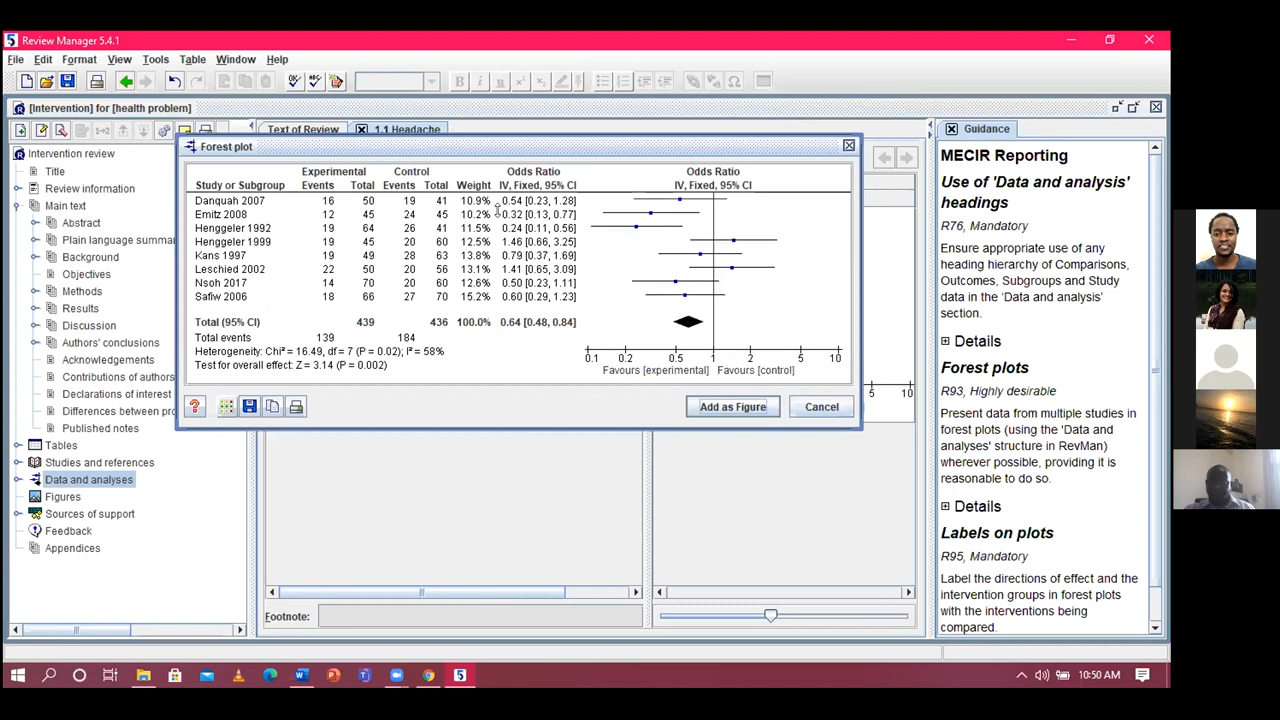 Review Manager 5.4.1
File Edit Format View Tools Table Window Help
[Intervention] for [health problem]
Text of Review 1.1 Headache
Guidance
Intervention review
Title
Review information
Main text
Abstract
Plain language summa
Background
Objectives
Methods
Results
Discussion
Authors' conclusions
Acknowledgements
Contributions of authors
Declarations of interest
Differences between pro
Published notes
Tables
Studies and references
Data and analyses
Figures
Sources of support
Feedback
Appendices
Forest plot
Experimental Control Odds Ratio Odds Ratio
Study or Subgroup Events Total Events Total Weight IV, Fixed, 95% CI IV, Fixed, 95% CI
Danquah 2007 16 50 19 41 10.9% 0.54 [0.23, 1.28]
Emitz 2008 12 45 24 45 10.2% 0.32 [0.13, 0.77]
Henggeler 1992 19 64 26 41 11.5% 0.24 [0.11, 0.56]
Henggeler 1999 19 45 20 60 12.6% 1.46 [0.66, 3.25]
Kans 1997 19 49 28 63 13.8% 0.79 [0.37, 1.69]
Leschied 2002 22 50 20 56 13.1% 1.41 [0.65, 3.09]
Nsoh 2017 14 70 20 60 12.6% 0.50 [0.23, 1.11]
Safiw 2006 18 66 27 70 15.2% 0.60 [0.29, 1.23]
Total (95% CI) 439 436 100.0% 0.64 [0.48, 0.84]
Total events 139 184
Heterogeneity: Chi² = 16.49, df = 7 (P = 0.02); I² = 58%
Test for overall effect: Z = 3.14 (P = 0.002)
0.1 0.2 0.5 1 2 5 10
Favours [experimental] Favours [control]
Add as Figure Cancel
5 10
Footnote:
MECIR Reporting
Use of 'Data and analysis'
headings
R76, Mandatory
Ensure appropriate use of any
heading hierarchy of Comparisons,
Outcomes, Subgroups and Study
data in the 'Data and analysis'
section.
Details
Forest plots
R93, Highly desirable
Present data from multiple studies in
forest plots (using the 'Data and
analyses' structure in RevMan)
wherever possible, providing it is
reasonable to do so.
Details
Labels on plots
R95, Mandatory
Label the directions of effect and the
intervention groups in forest plots
with the interventions being
compared.
10:50 AM